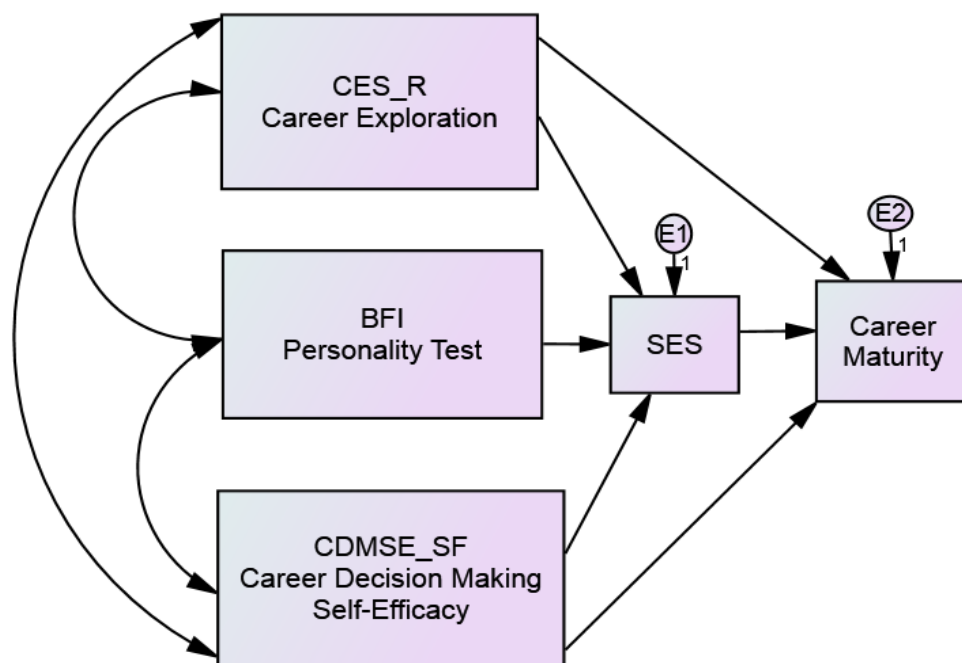 CES_R
Career Exploration
E2
1
E1
1
BFI
Personality Test
SES
Career
Maturity
CDMSE_SF
Career Decision Making
Self-Efficacy